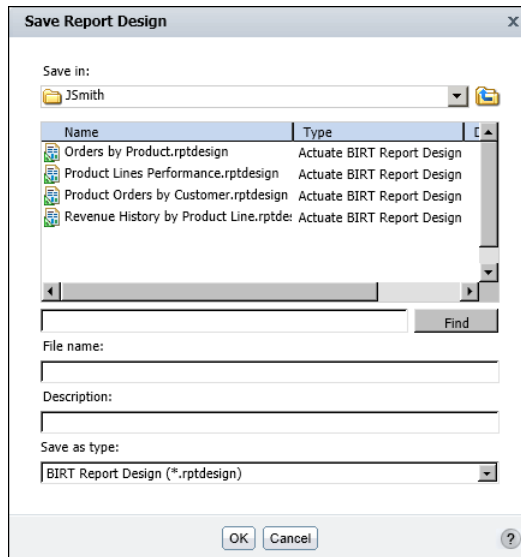 Save Report Design x
Save in:
JSmith
Name Type
Orders by Product.rptdesign Actuate BIRT Report Design
Product Lines Performance.rptdesign Actuate BIRT Report Design
Product Orders by Customer.rptdesign Actuate BIRT Report Design
Revenue History by Product Line.rptde Actuate BIRT Report Design
Find
File name:
Description:
Save as type:
BIRT Report Design (*.rptdesign)
OK Cancel ?